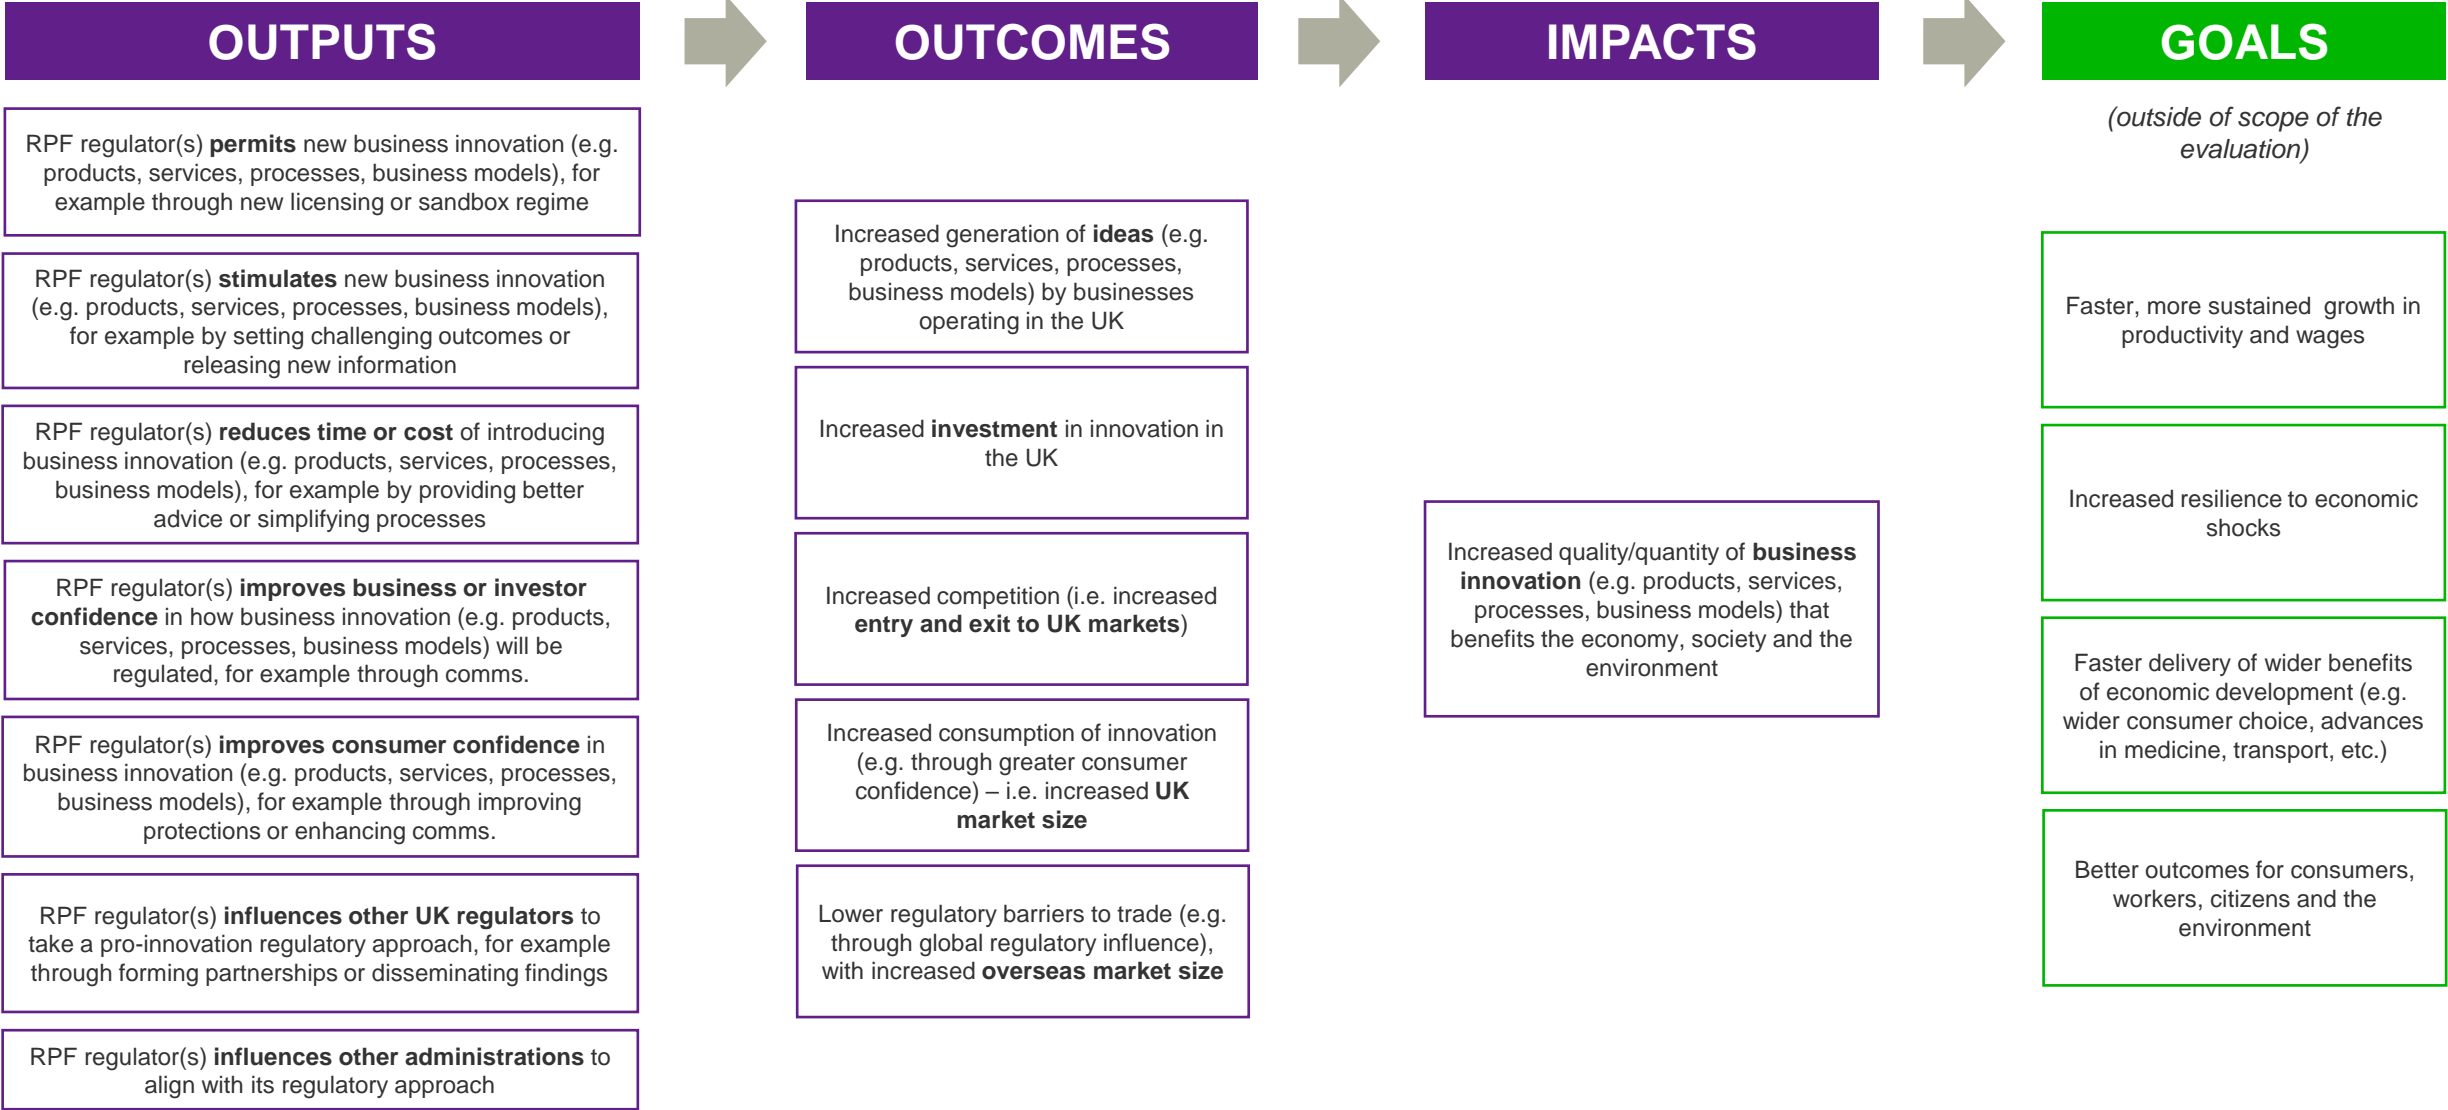 OUTPUTS
RPF regulator(s) permits new business innovation (e.g.
products, services, processes, business models), for
example through new licensing or sandbox regime
RPF regulator(s) stimulates new business innovation
(e.g. products, services, processes, business models),
for example by setting challenging outcomes or
releasing new information
RPF regulator(s) reduces time or cost of introducing
business innovation (e.g. products, services, processes,
business models), for example by providing better
advice or simplifying processes
RPF regulator(s) improves business or investor
confidence in how business innovation (e.g. products,
services, processes, business models) will be
regulated, for example through comms.
RPF regulator(s) improves consumer confidence in
business innovation (e.g. products, services, processes,
business models), for example through improving
protections or enhancing comms.
RPF regulator(s) influences other UK regulators to
take a pro-innovation regulatory approach, for example
through forming partnerships or disseminating findings
RPF regulator(s) influences other administrations to
align with its regulatory approach
OUTCOMES
Increased generation of ideas (e.g.
products, services, processes,
business models) by businesses
operating in the UK
Increased investment in innovation in
the UK
Increased competition (i.e. increased
entry and exit to UK markets)
Increased consumption of innovation
(e.g. through greater consumer
confidence) – i.e. increased UK
market size
Lower regulatory barriers to trade (e.g.
through global regulatory influence),
with increased overseas market size
IMPACTS
Increased quality/quantity of business
innovation (e.g. products, services,
processes, business models) that
benefits the economy, society and the
environment
GOALS
(outside of scope of the
evaluation)
Faster, more sustained growth in
productivity and wages
Increased resilience to economic
shocks
Faster delivery of wider benefits
of economic development (e.g.
wider consumer choice, advances
in medicine, transport, etc.)
Better outcomes for consumers,
workers, citizens and the
environment